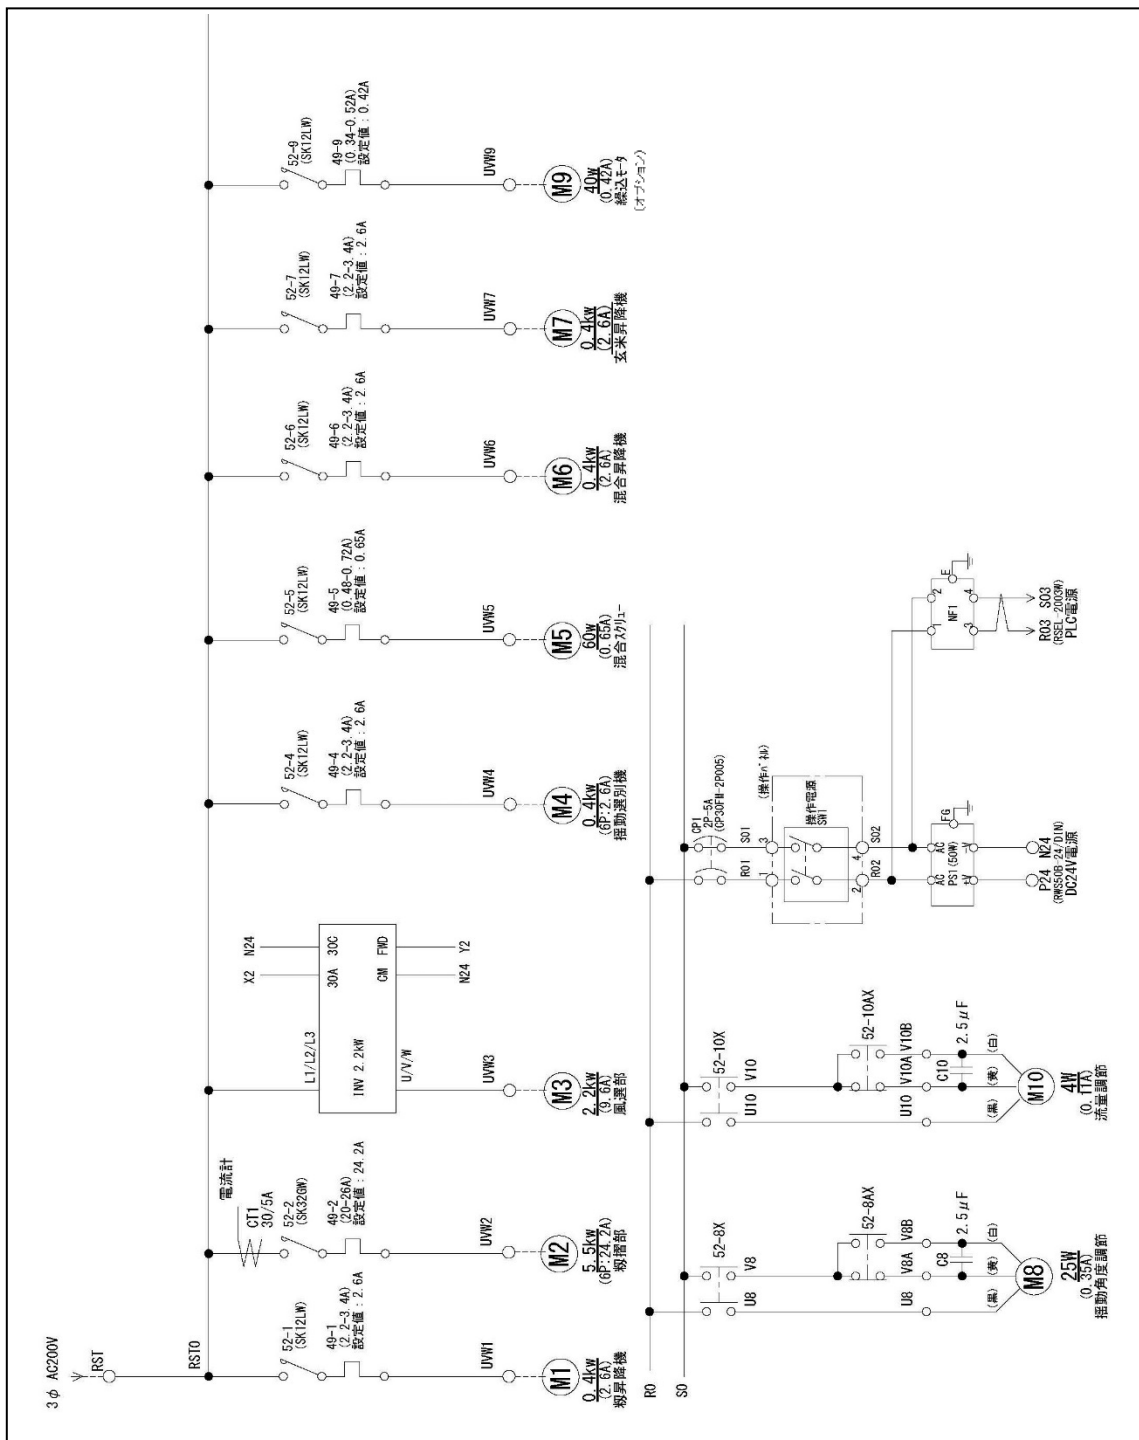 3φ AC200V
RST
RST0
52-1
(SK12LW)
49-1
(2.2-3.4A)
設定値：2.6A
UVW1
M1
0.4kw
(2.6A)
籾昇降機
電流計
CT1
30/5A
52-2
(SK32GW)
49-2
(20-26A)
設定値：24.2A
UVW2
M2
5.5kw
(6P:24.2A)
籾摺部
L1/L2/L3
INV 2.2kW
U/V/W
X2
N24
30A
30C
CM
FWD
N24
Y2
UVW3
M3
2.2kw
(9.6A)
風選部
52-4
(SK12LW)
49-4
(2.2-3.4A)
設定値：2.6A
UVW4
M4
0.4kw
(6P:2.6A)
揺動選別機
52-5
(SK12LW)
49-5
(0.48-0.72A)
設定値：0.65A
UVW5
M5
60w
(0.65A)
混合スクリュー
52-6
(SK12LW)
49-6
(2.2-3.4A)
設定値：2.6A
UVW6
M6
0.4kw
(2.6A)
混合昇降機
52-7
(SK12LW)
49-7
(2.2-3.4A)
設定値：2.6A
UVW7
M7
0.4kw
(2.6A)
玄米昇降機
52-9
(SK12LW)
49-9
(0.34-0.52A)
設定値：0.42A
UVW9
M9
40w
(0.42A)
繰込モータ
(オプション)
R0
S0
52-8X
U8
V8
52-8AX
U8
V8A
V8B
C8
2.5μF
(黒)
(黄)
(白)
M8
25W
(0.35A)
揺動角度調節
52-10X
U10
V10
52-10AX
U10
V10A
V10B
C10
2.5μF
(黒)
(黄)
(白)
M10
4W
(0.11A)
流量調節
CP1
2P-5A
(CP30FM-2P005)
R01
S01
(操作パネル)
1
3
操作電源
SW1
2
4
R02
S02
AC
AC
PS1(50W)
FG
+V
-V
P24
N24
(RWS50B-24/DIN)
DC24V電源
1
2
NF1
E
3
4
R03
S03
(RSEL-2003W)
PLC電源